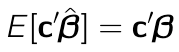 E[𝐜′𝛃̂] = 𝐜′𝛃